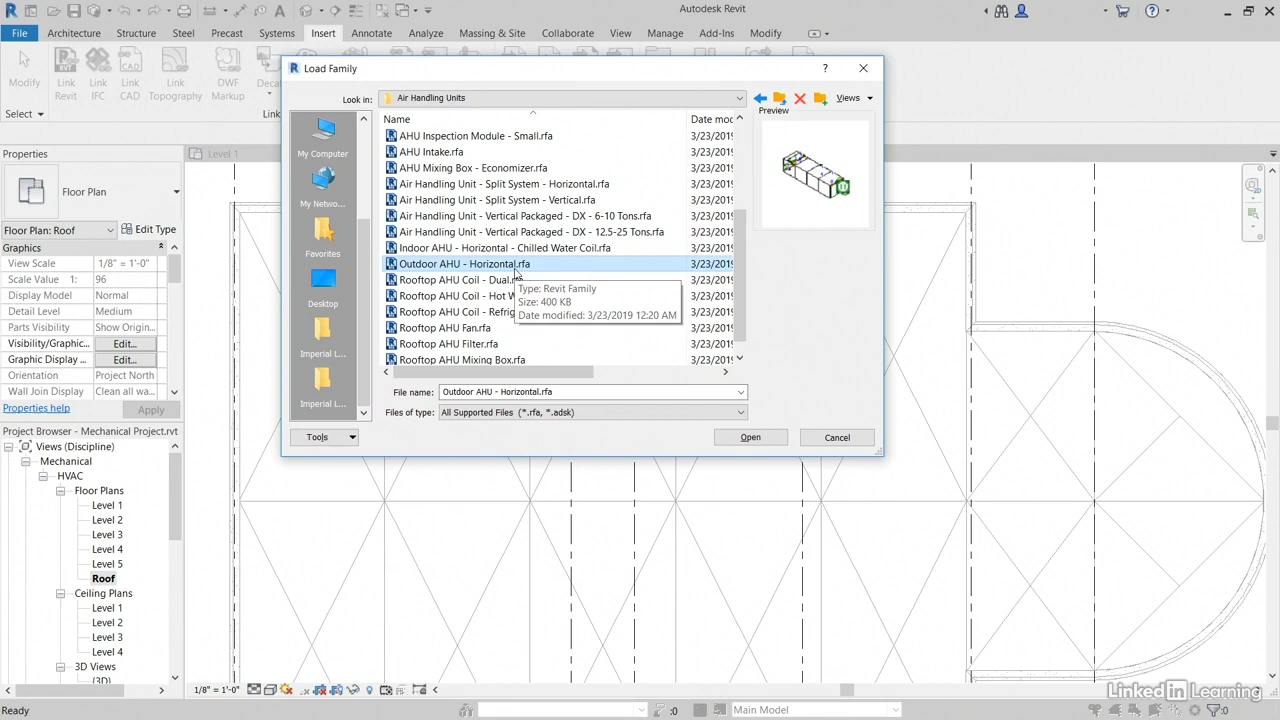 Autodesk Revit
File Architecture Structure Steel Precast Systems Insert Annotate Analyze Massing & Site Collaborate View Manage Add-Ins Modify
Modify
Link Revit
Link IFC
Link CAD
Link Topography
DWF Markup
Select
Link
Load Family
Look in:
Air Handling Units
Views
Name
Date moc
Preview
My Computer
My Netwo...
Favorites
Desktop
Imperial L...
Imperial L...
AHU Inspection Module - Small.rfa 3/23/2019
AHU Intake.rfa 3/23/2019
AHU Mixing Box - Economizer.rfa 3/23/2019
Air Handling Unit - Split System - Horizontal.rfa 3/23/2019
Air Handling Unit - Split System - Vertical.rfa 3/23/2019
Air Handling Unit - Vertical Packaged - DX - 6-10 Tons.rfa 3/23/2019
Air Handling Unit - Vertical Packaged - DX - 12.5-25 Tons.rfa 3/23/2019
Indoor AHU - Horizontal - Chilled Water Coil.rfa 3/23/2019
Outdoor AHU - Horizontal.rfa 3/23/2019
Rooftop AHU Coil - Dual.rfa 3/23/2019
Rooftop AHU Coil - Hot W 3/23/2019
Rooftop AHU Coil - Refrig 3/23/2019
Rooftop AHU Fan.rfa 3/23/2019
Rooftop AHU Filter.rfa 3/23/2019
Rooftop AHU Mixing Box.rfa 3/23/2019
Type: Revit Family
Size: 400 KB
Date modified: 3/23/2019 12:20 AM
File name: Outdoor AHU - Horizontal.rfa
Files of type: All Supported Files (*.rfa, *.adsk)
Tools
Open
Cancel
Properties
Level 1
Floor Plan
Floor Plan: Roof
Edit Type
Graphics
View Scale 1/8" = 1'-0"
Scale Value 1: 96
Display Model Normal
Detail Level Medium
Parts Visibility Show Origin...
Visibility/Graphic... Edit...
Graphic Display ... Edit...
Orientation Project North
Wall Join Display Clean all wa...
Properties help
Apply
Project Browser - Mechanical Project.rvt
Views (Discipline)
Mechanical
HVAC
Floor Plans
Level 1
Level 2
Level 3
Level 4
Level 5
Roof
Ceiling Plans
Level 1
Level 2
Level 3
Level 4
3D Views
1/8" = 1'-0"
Ready
:0
Main Model
:0
Linked in Learning